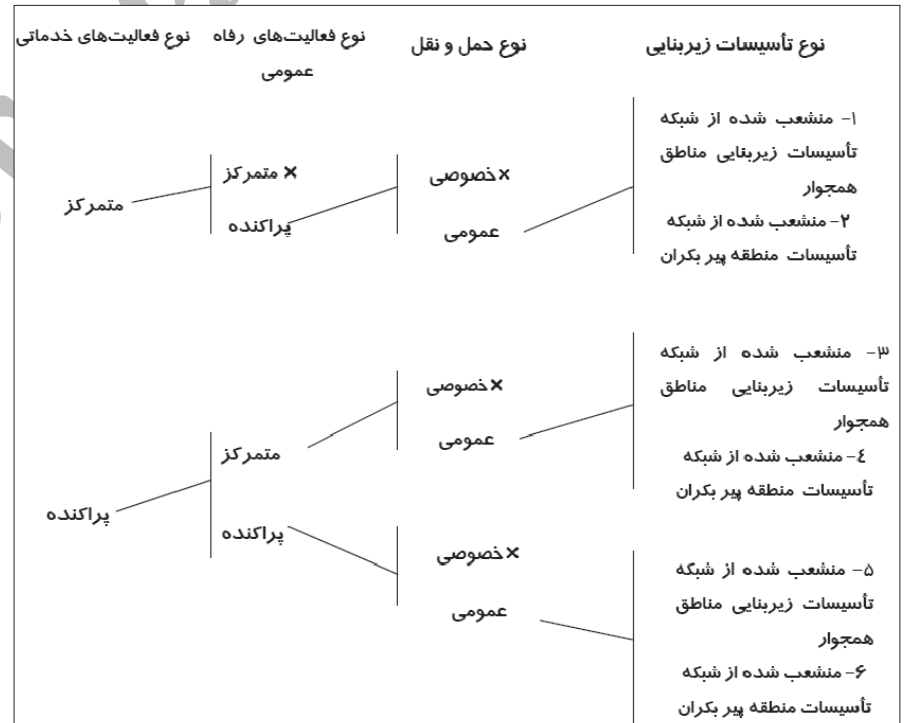 نوع تأسیسات زیربنایی
نوع حمل و نقل
نوع فعالیت‌های رفاه
عمومی
نوع فعالیت‌های خدماتی
۱- منشعب شده از شبکه
تأسیسات زیربقایی مناطق
همجوار
۲- منشعب شده از شبکه
تأسیسات منطقه پیر بکران
×خصوصی
عمومی
× متمرکز
پراکنده
متمرکز
۳- منشعب شده از شبکه
تأسیسات زیربنایی مناطق
همجوار
٤- منشعب شده از شبکه
تأسیسات منطقه پیر بکران
×خصوصی
عمومی
متمرکز
پراکنده
پراکنده
×خصوصی
عمومی
۵- منشعب شده از شبگه
تأسیسات زیربنایی مناطق
همجوار
۶- منشعب شده از شبکه
تأسیسات منطقه پیر بکران